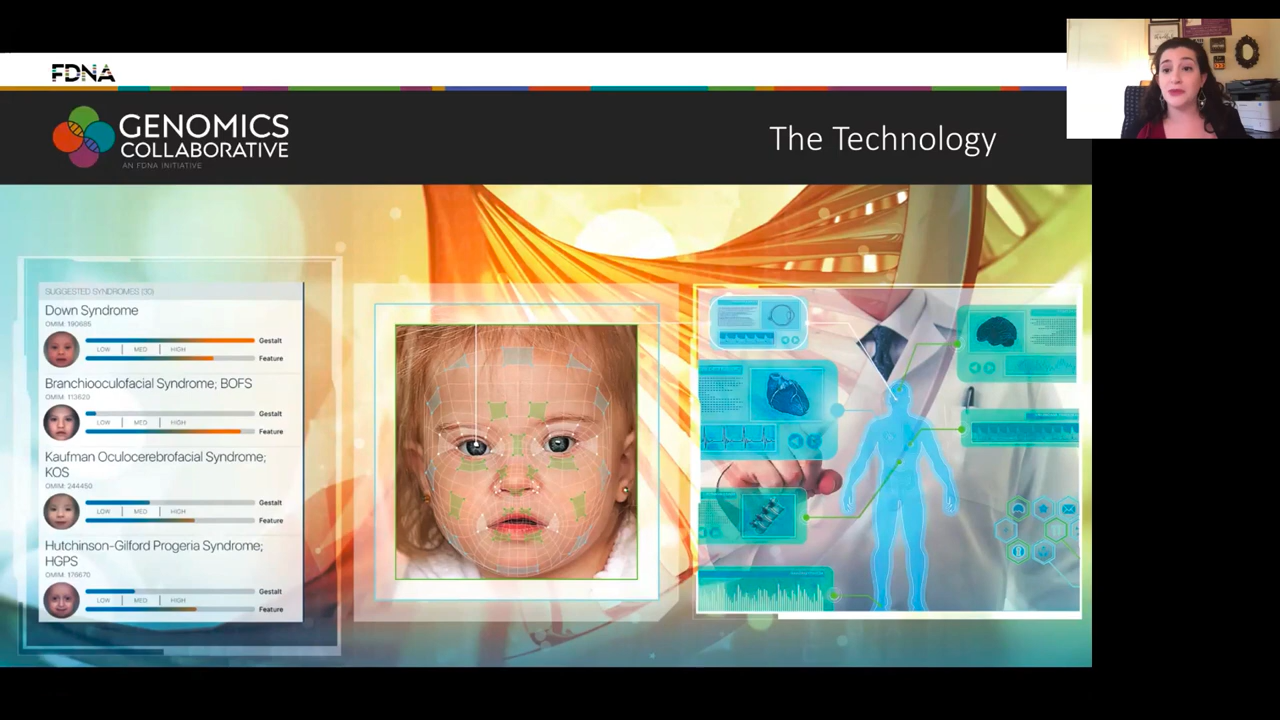 FDNA
GENOMICS
COLLABORATIVE
AN FDNA INITIATIVE
The Technology
SUGGESTED SYNDROMES (30)
Down Syndrome
OMIM: 190685
Gestalt
LOW | MED | HIGH
Feature
Branchiooculofacial Syndrome; BOFS
OMIM: 113620
Gestalt
LOW | MED | HIGH
Feature
Kaufman Oculocerebrofacial Syndrome;
KOS
OMIM: 244450
Gestalt
LOW | MED | HIGH
Feature
Hutchinson-Gilford Progeria Syndrome;
HGPS
OMIM: 176670
Gestalt
LOW | MED | HIGH
Feature